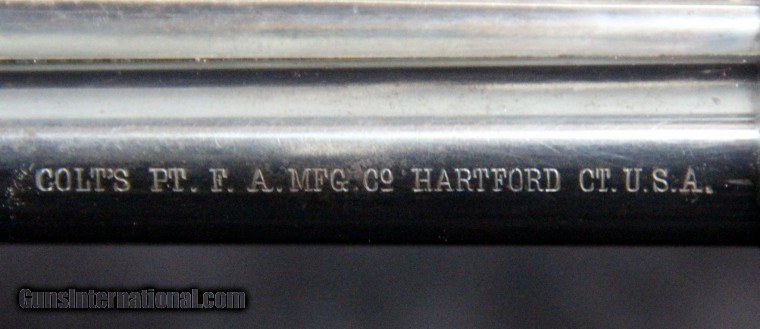 COLT'S PT. F. A. MFG. Cº HARTFORD CT. U.S.A.
GunsInternational.com